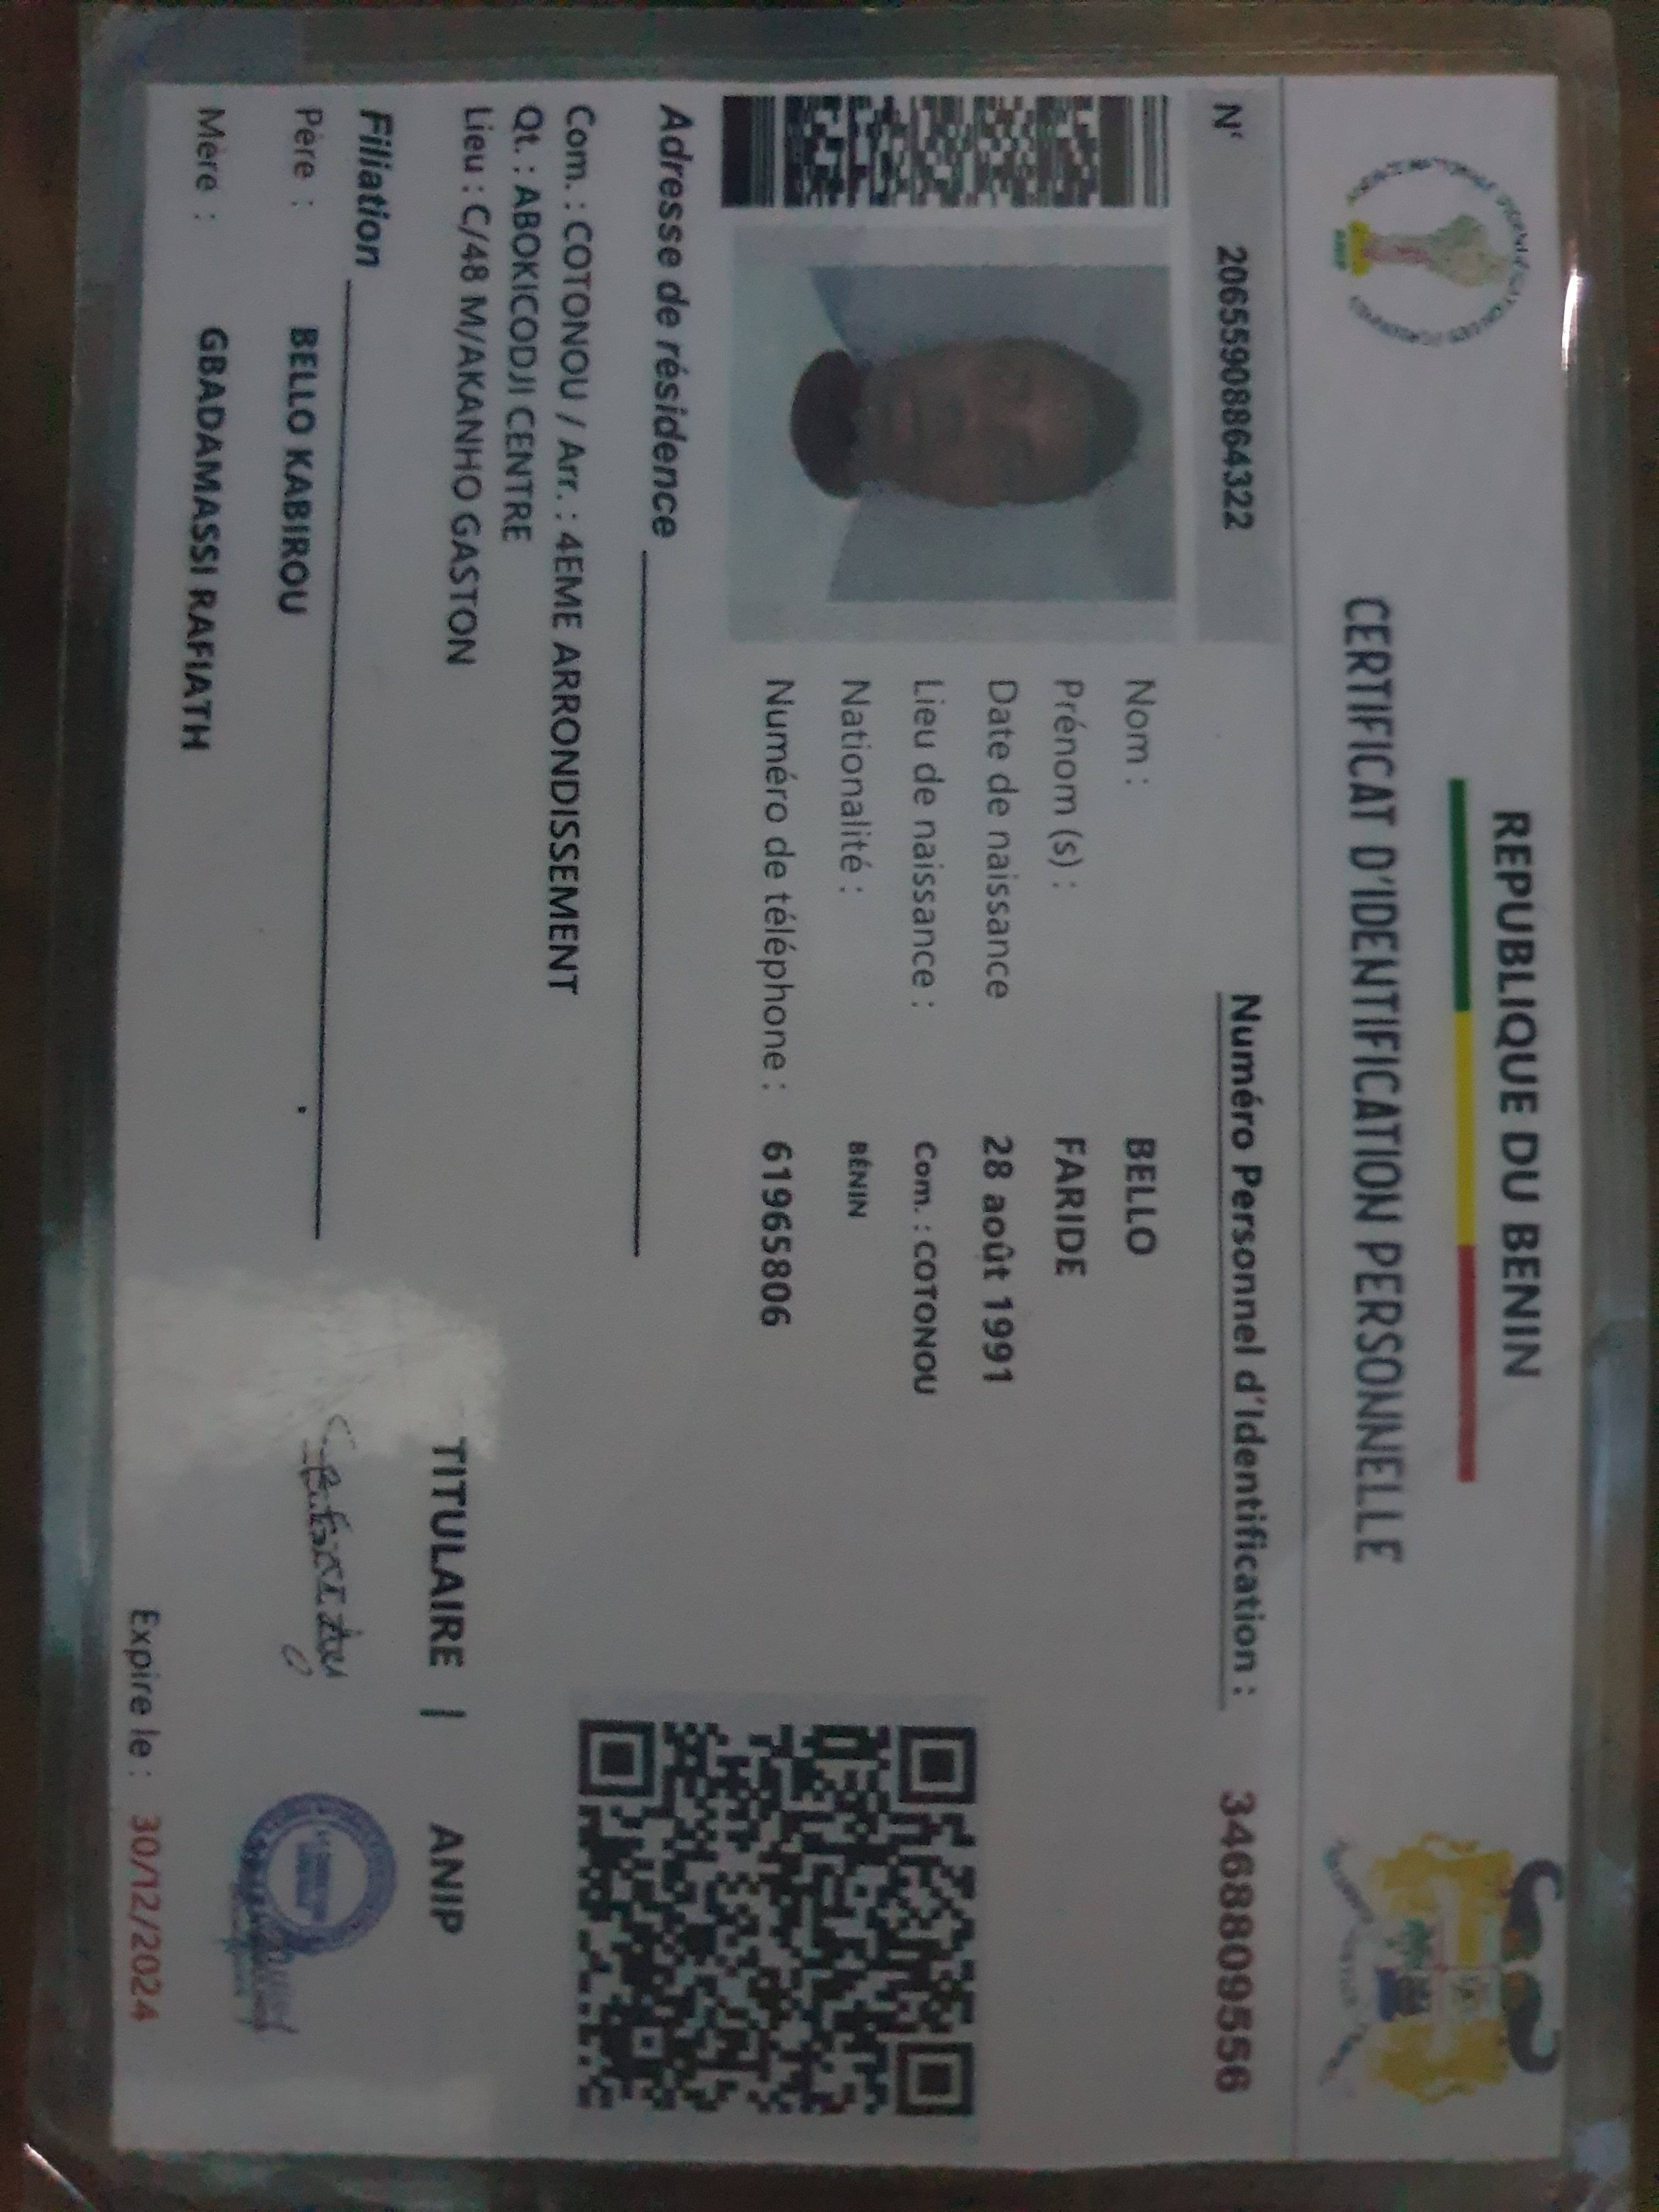 REPUBLIQUE DU BENIN
CERTIFICAT D'IDENTIFICATION PERSONNELLE
N° 20655908864322
Numéro Personnel d'Identification : 3468809556
Nom : BELLO
Prénom (s) : FARIDE
Date de naissance 28 août 1991
Lieu de naissance : Com. : COTONOU
Nationalité : BÉNIN
Numéro de téléphone : 61965806
Adresse de résidence
Com. : COTONOU / Arr. : 4EME ARRONDISSEMENT
Qt. : ABOKICODJI CENTRE
Lieu : C/48 M/AKANHO GASTON
Filiation
Père : BELLO KABIROU
Mère : GBADAMASSI RAFIATH
TITULAIRE | ANIP
Expire le : 30/12/2024